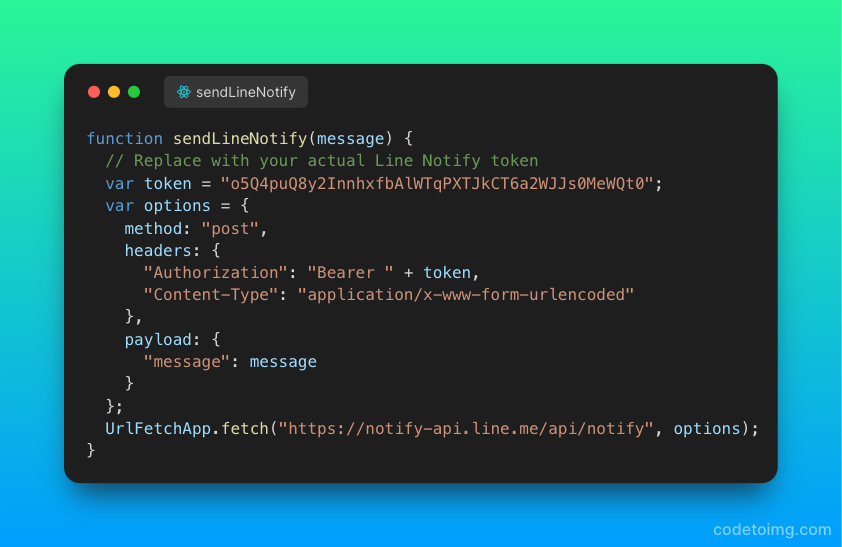 sendLineNotify
function sendLineNotify(message) {
  // Replace with your actual Line Notify token
  var token = "o5Q4puQ8y2InnhxfbAlWTqPXTJkCT6a2WJJs0MeWQt0";
  var options = {
    method: "post",
    headers: {
      "Authorization": "Bearer " + token,
      "Content-Type": "application/x-www-form-urlencoded"
    },
    payload: {
      "message": message
    }
  };
  UrlFetchApp.fetch("https://notify-api.line.me/api/notify", options);
}
codetoimg.com